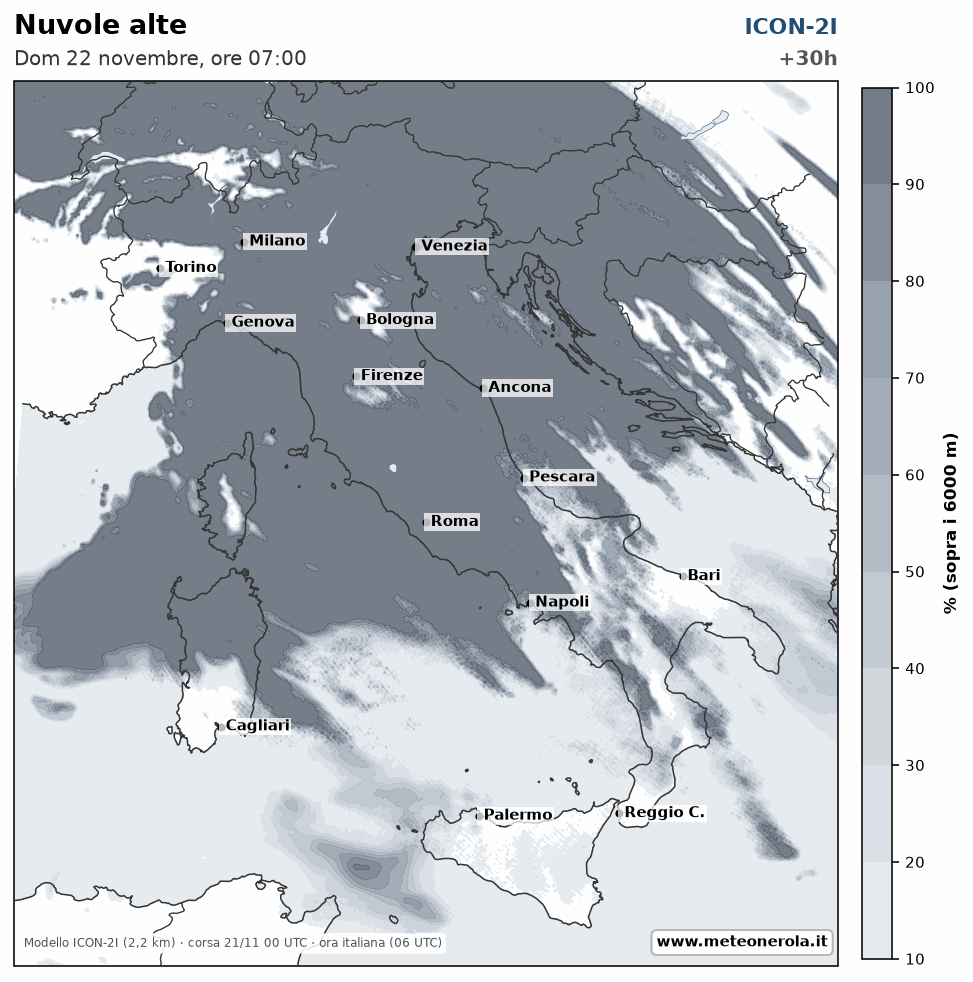 Nuvole alte
ICON-2I
Dom 22 novembre, ore 07:00
+30h
Milano
Venezia
Torino
Genova
Bologna
Firenze
Ancona
Pescara
Roma
Bari
Napoli
Cagliari
Palermo
Reggio C.
Modello ICON-2I (2,2 km) · corsa 21/11 00 UTC · ora italiana (06 UTC)
www.meteonerola.it
100
90
80
70
60
50
40
30
20
10
% (sopra i 6000 m)